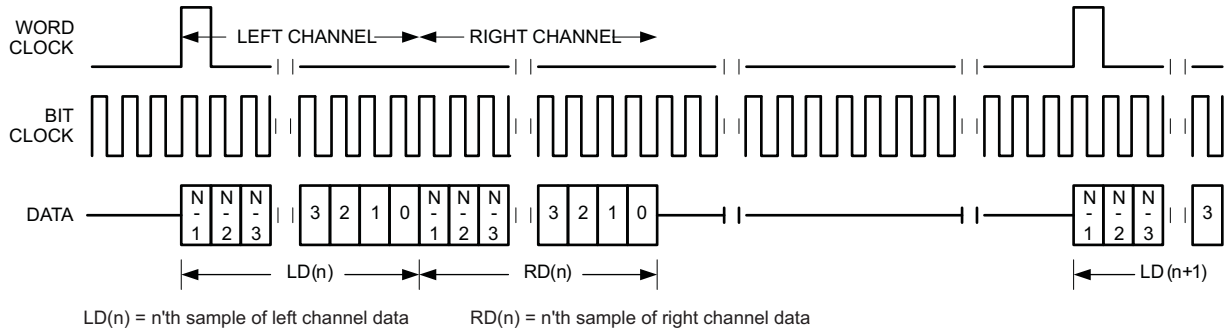 WORD
CLOCK
LEFT CHANNEL
RIGHT CHANNEL
BIT
CLOCK
DATA
N
-
1
N
-
2
N
-
3
3
2
1
0
N
-
1
N
-
2
N
-
3
3
2
1
0
N
-
1
N
-
2
N
-
3
3
LD(n)
RD(n)
LD (n+1)
LD(n) = n'th sample of left channel data
RD(n) = n'th sample of right channel data